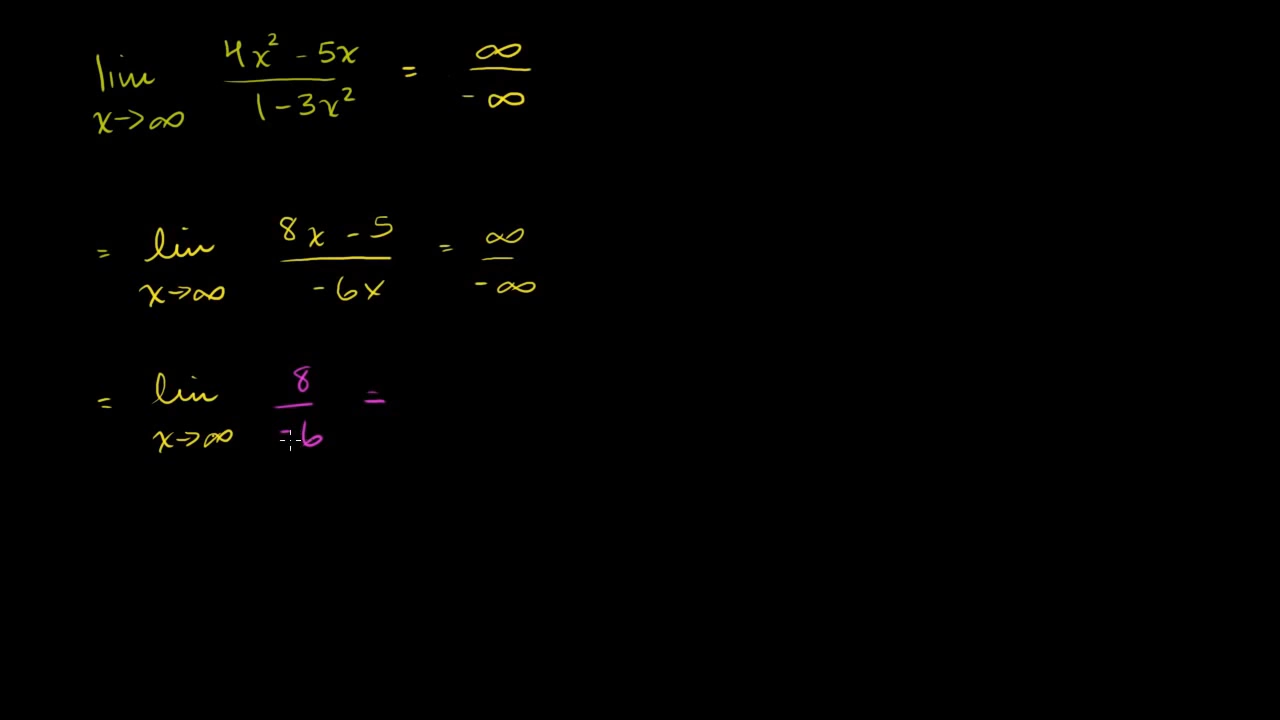 lim x→∞ (4x² - 5x)/(1 - 3x²) = ∞/-∞
= lim x→∞ (8x - 5)/(-6x) = ∞/-∞
= lim x→∞ 8/-6 =